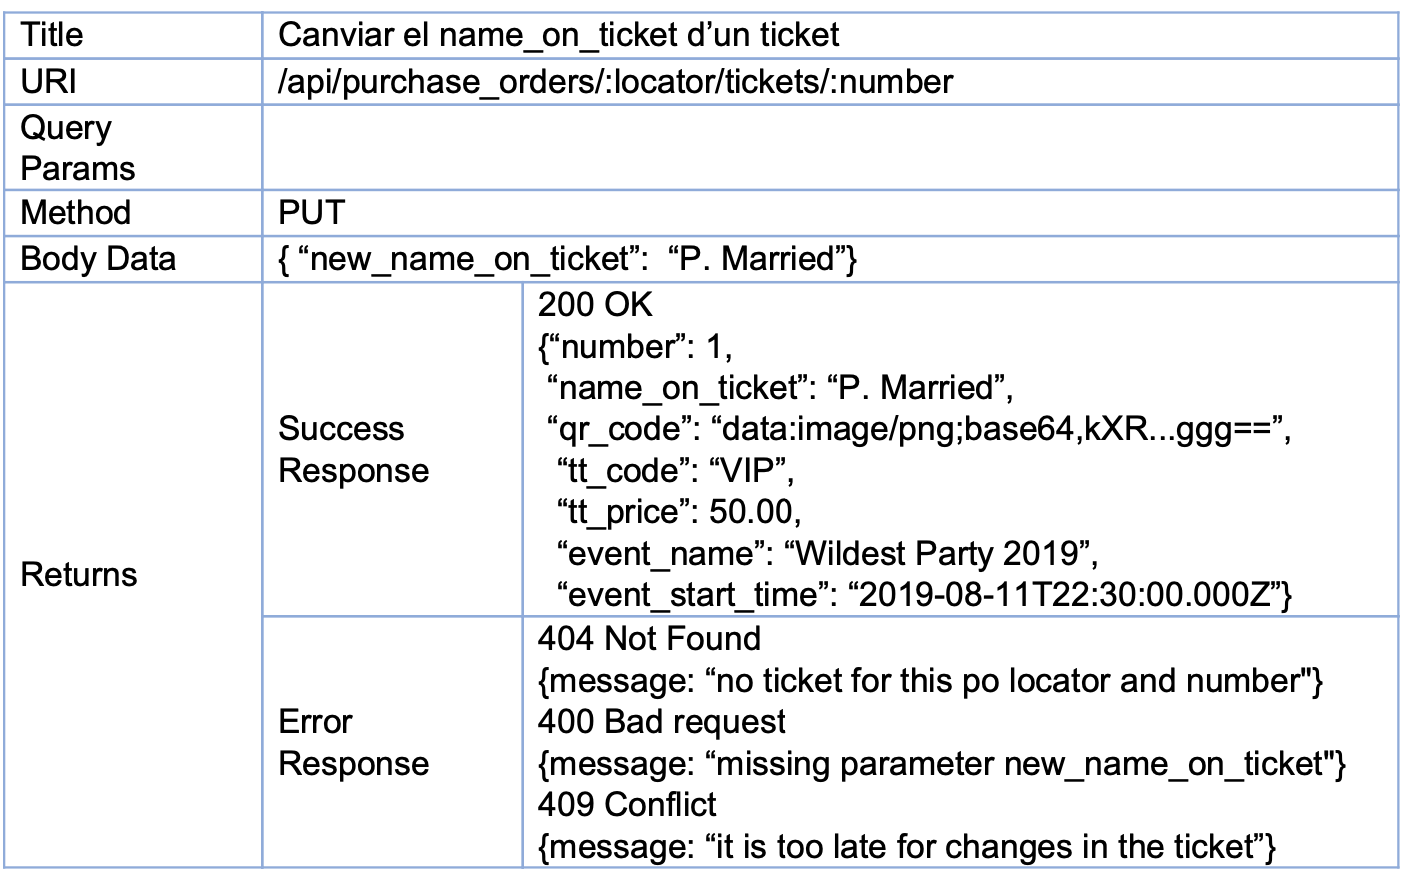 Title
Canviar el name_on_ticket d’un ticket
URI
/api/purchase_orders/:locator/tickets/:number
Query
Params
Method
PUT
Body Data
{ “new_name_on_ticket”:  “P. Married”}
Returns
Success
Response
200 OK
{“number”: 1,
“name_on_ticket”: “P. Married”,
“qr_code”: “data:image/png;base64,kXR...ggg==”,
“tt_code”: “VIP”,
“tt_price”: 50.00,
“event_name”: “Wildest Party 2019”,
“event_start_time”: “2019-08-11T22:30:00.000Z”}
Error
Response
404 Not Found
{message: “no ticket for this po locator and number"}
400 Bad request
{message: “missing parameter new_name_on_ticket"}
409 Conflict
{message: “it is too late for changes in the ticket”}